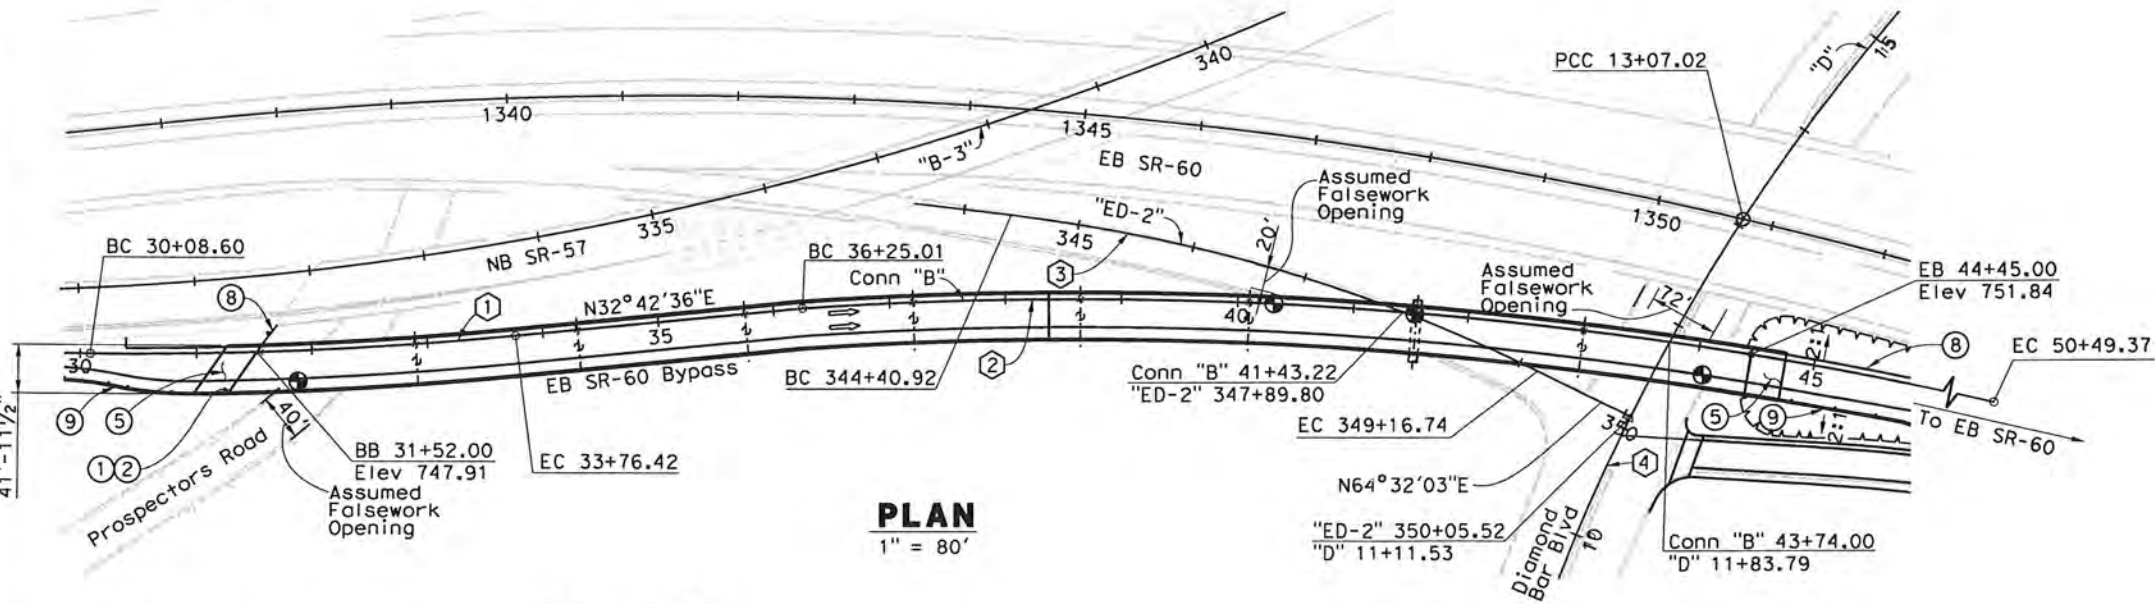 340
"D"
15
PCC 13+07.02
1340
1345
"B-3"
EB SR-60
Assumed
Falsework
Opening
"ED-2"
1350
335
345
20'
BC 30+08.60
NB SR-57
BC 36+25.01
Conn "B"
3
Assumed
Falsework
Opening
72'
EB 44+45.00
Elev 751.84
8
N32°42'36"E
1
40
2:1
8
EC 50+49.37
30
35
45
EB SR-60 Bypass
BC 344+40.92
2
Conn "B" 41+43.22
"ED-2" 347+89.80
5
9
2:1
To EB SR-60
41'-11½"
9
5
40'
EC 349+16.74
350
1
2
BB 31+52.00
Elev 747.91
EC 33+76.42
4
Prospectors Road
Assumed
Falsework
Opening
N64°32'03"E
PLAN
1" = 80'
"ED-2" 350+05.52
"D" 11+11.53
10
Diamond
Bar Blvd
Conn "B" 43+74.00
"D" 11+83.79